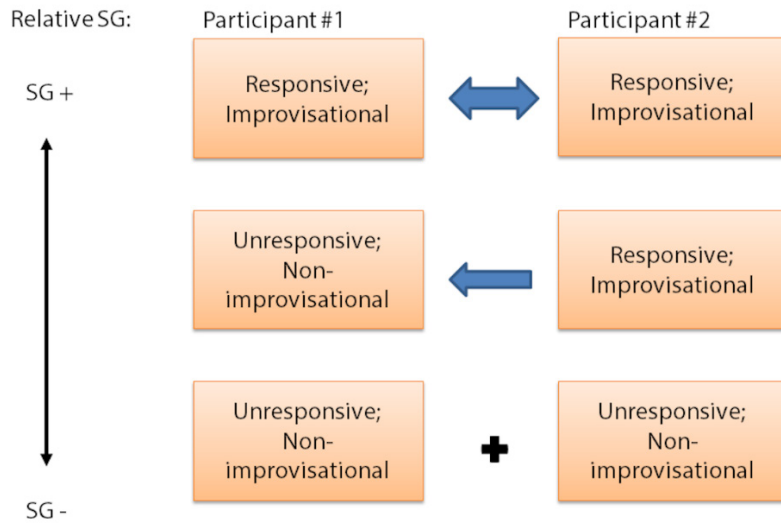 Relative SG:
Participant #1
Participant #2
SG +
Responsive;
Improvisational
Responsive;
Improvisational
Unresponsive;
Non-
improvisational
Responsive;
Improvisational
Unresponsive;
Non-
improvisational
Unresponsive;
Non-
improvisational
SG -